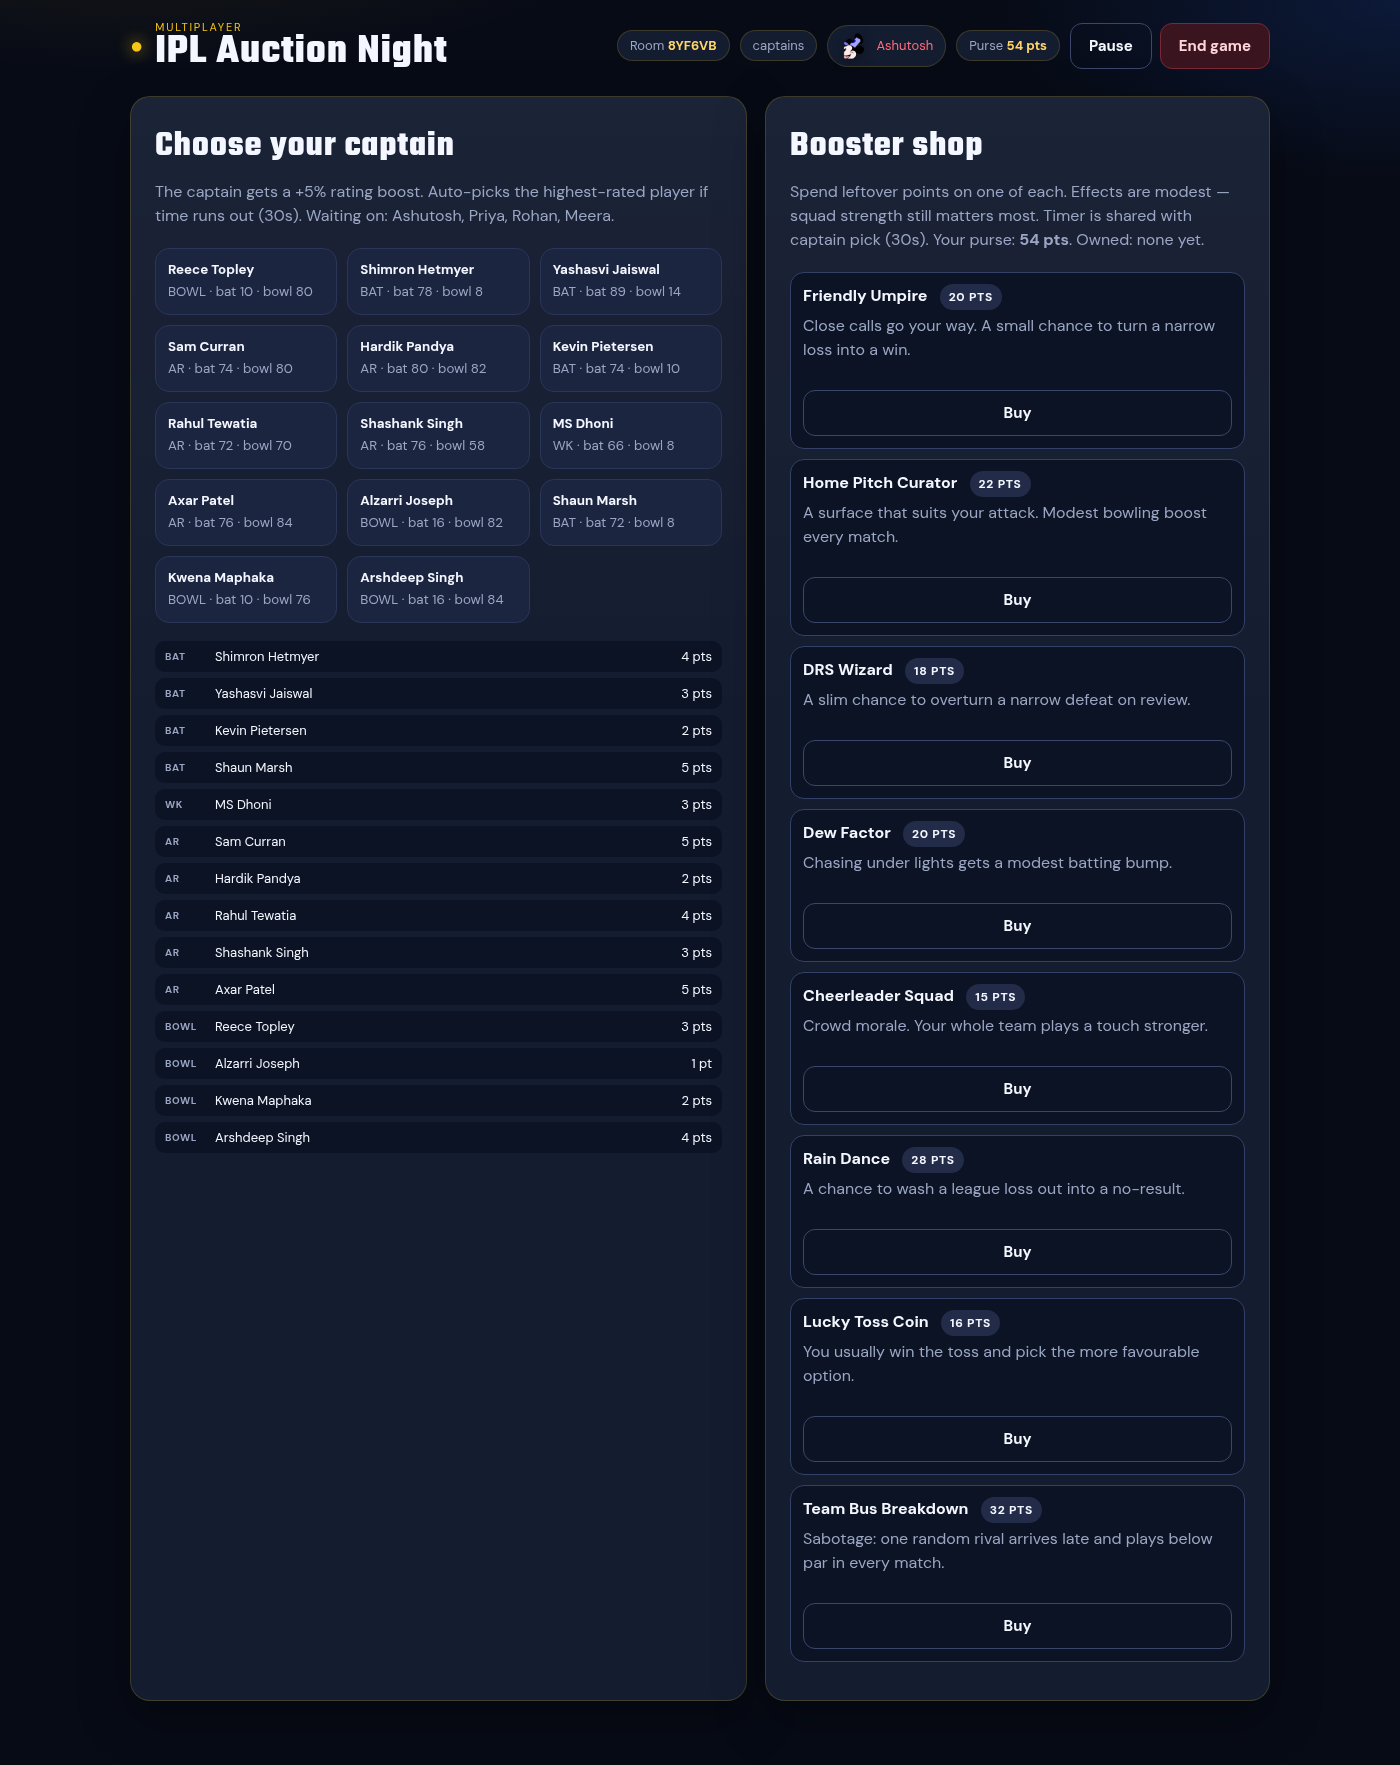 MULTIPLAYER
IPL Auction Night
Room 8YF6VB
captains
Ashutosh
Purse 54 pts
Pause
End game
Choose your captain
The captain gets a +5% rating boost. Auto-picks the highest-rated player if
time runs out (30s). Waiting on: Ashutosh, Priya, Rohan, Meera.
Reece Topley
BOWL · bat 10 · bowl 80
Shimron Hetmyer
BAT · bat 78 · bowl 8
Yashasvi Jaiswal
BAT · bat 89 · bowl 14
Sam Curran
AR · bat 74 · bowl 80
Hardik Pandya
AR · bat 80 · bowl 82
Kevin Pietersen
BAT · bat 74 · bowl 10
Rahul Tewatia
AR · bat 72 · bowl 70
Shashank Singh
AR · bat 76 · bowl 58
MS Dhoni
WK · bat 66 · bowl 8
Axar Patel
AR · bat 76 · bowl 84
Alzarri Joseph
BOWL · bat 16 · bowl 82
Shaun Marsh
BAT · bat 72 · bowl 8
Kwena Maphaka
BOWL · bat 10 · bowl 76
Arshdeep Singh
BOWL · bat 16 · bowl 84
BAT Shimron Hetmyer 4 pts
BAT Yashasvi Jaiswal 3 pts
BAT Kevin Pietersen 2 pts
BAT Shaun Marsh 5 pts
WK MS Dhoni 3 pts
AR Sam Curran 5 pts
AR Hardik Pandya 2 pts
AR Rahul Tewatia 4 pts
AR Shashank Singh 3 pts
AR Axar Patel 5 pts
BOWL Reece Topley 3 pts
BOWL Alzarri Joseph 1 pt
BOWL Kwena Maphaka 2 pts
BOWL Arshdeep Singh 4 pts
Booster shop
Spend leftover points on one of each. Effects are modest —
squad strength still matters most. Timer is shared with
captain pick (30s). Your purse: 54 pts. Owned: none yet.
Friendly Umpire 20 PTS
Close calls go your way. A small chance to turn a narrow
loss into a win.
Buy
Home Pitch Curator 22 PTS
A surface that suits your attack. Modest bowling boost
every match.
Buy
DRS Wizard 18 PTS
A slim chance to overturn a narrow defeat on review.
Buy
Dew Factor 20 PTS
Chasing under lights gets a modest batting bump.
Buy
Cheerleader Squad 15 PTS
Crowd morale. Your whole team plays a touch stronger.
Buy
Rain Dance 28 PTS
A chance to wash a league loss out into a no-result.
Buy
Lucky Toss Coin 16 PTS
You usually win the toss and pick the more favourable
option.
Buy
Team Bus Breakdown 32 PTS
Sabotage: one random rival arrives late and plays below
par in every match.
Buy